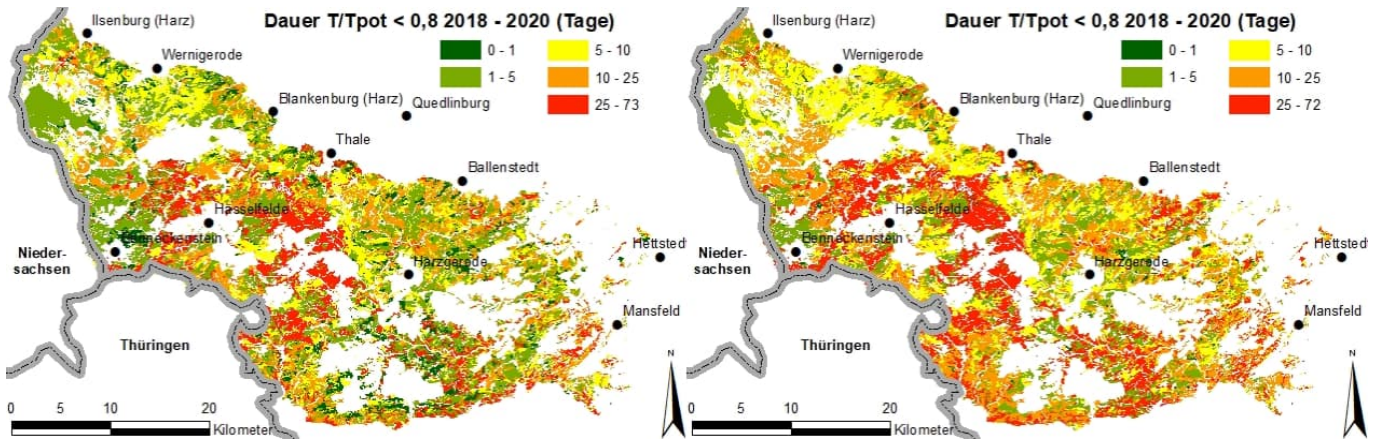 Dauer T/Tpot < 0,8 2018 - 2020 (Tage)
Ilsenburg (Harz)
0 - 1
5 - 10
Wernigerode
1 - 5
10 - 25
25 - 73
Blankenburg (Harz)
Quedlinburg
Thale
Ballenstedt
Hasselfelde
Benneckenstein
Nieder-
sachsen
Hettstedt
Harzgerode
Mansfeld
Thüringen
N
0 5 10 20
Kilometer
Dauer T/Tpot < 0,8 2018 - 2020 (Tage)
Ilsenburg (Harz)
0 - 1
5 - 10
Wernigerode
1 - 5
10 - 25
25 - 72
Blankenburg (Harz)
Quedlinburg
Thale
Ballenstedt
Hasselfelde
Benneckenstein
Nieder-
sachsen
Hettstedt
Harzgerode
Mansfeld
Thüringen
N
0 5 10 20
Kilometer